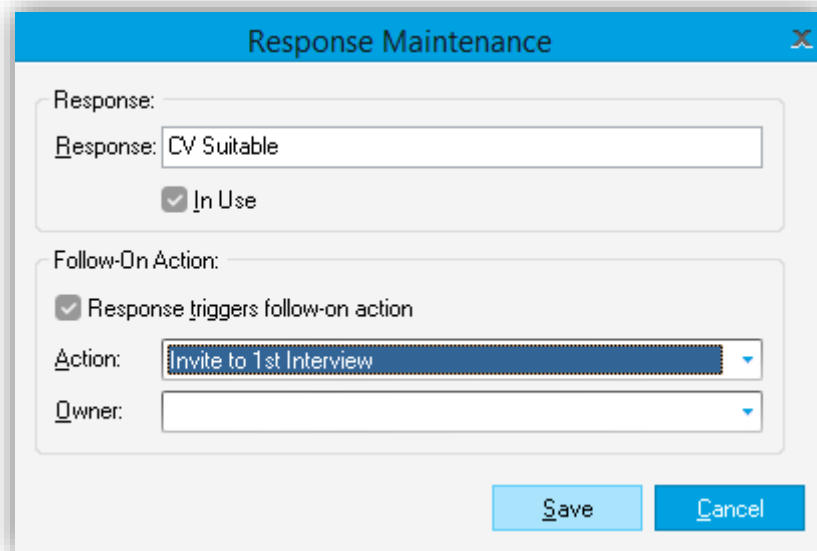 Response Maintenance
x
Response:
Response: CV Suitable
In Use
Follow-On Action:
Response triggers follow-on action
Action: Invite to 1st Interview
Owner:
Save Cancel